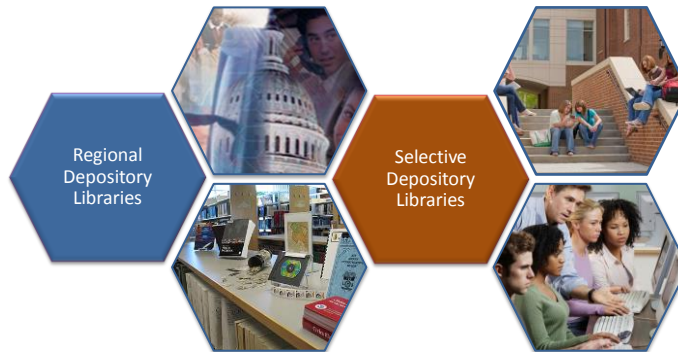 Regional
Depository
Libraries
Selective
Depository
Libraries